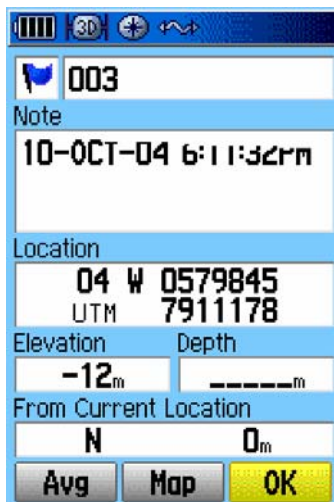 3D
003
Note
10-OCT-04 6:11:32PM
Location
04 W 0579845
UTM 7911178
Elevation Depth
-12m _____m
From Current Location
N 0m
Avg Map OK